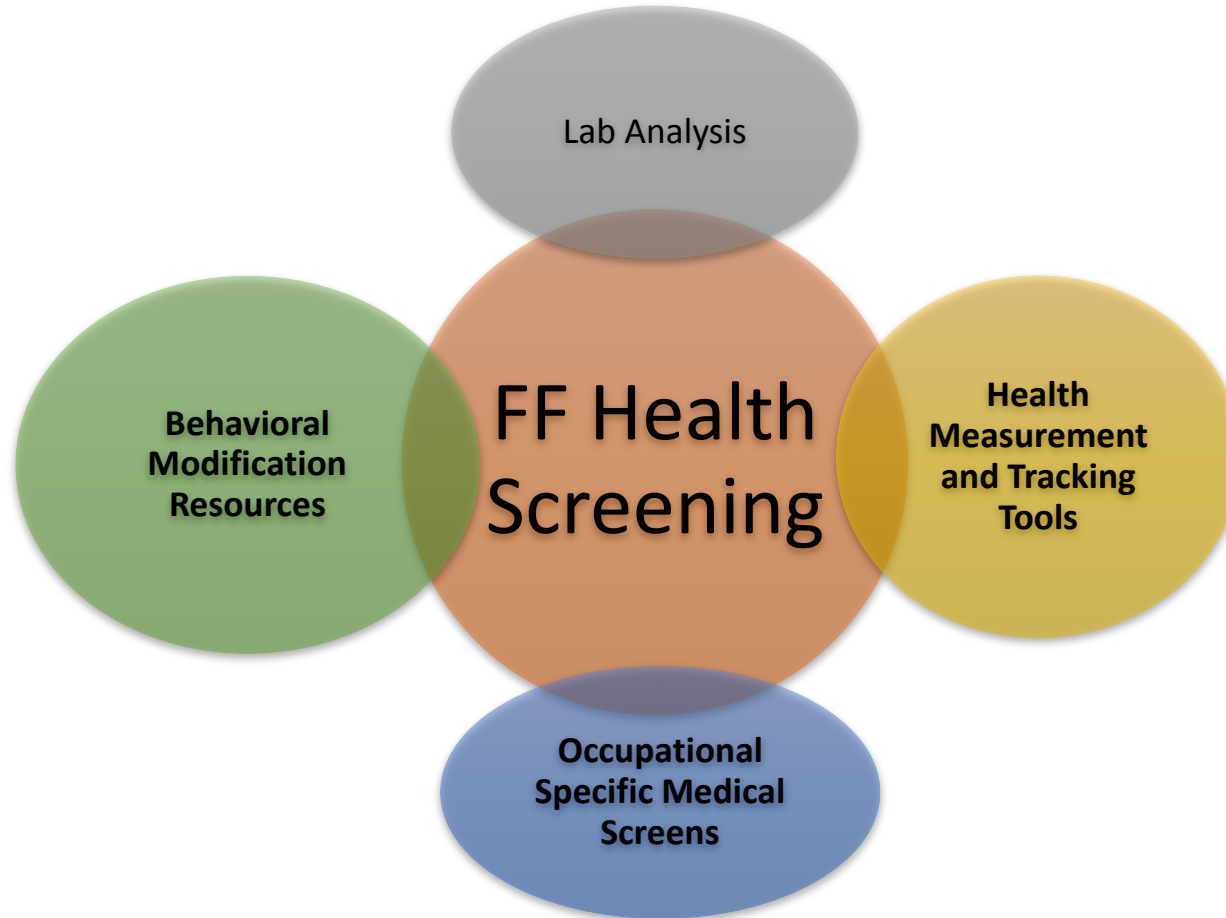 Lab Analysis
Behavioral
Modification
Resources
FF Health
Screening
Health
Measurement
and Tracking
Tools
Occupational
Specific Medical
Screens